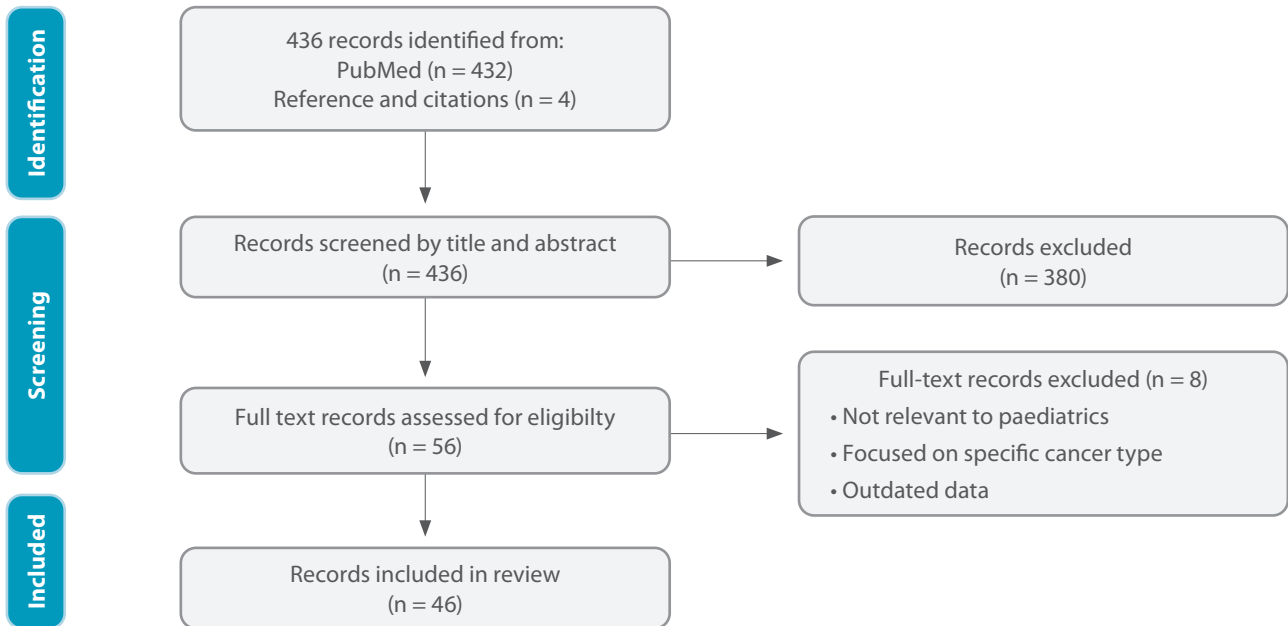 Identification
436 records identified from:
PubMed (n = 432)
Reference and citations (n = 4)
Screening
Records screened by title and abstract
(n = 436)
Records excluded
(n = 380)
Full text records assessed for eligibilty
(n = 56)
Full-text records excluded (n = 8)
• Not relevant to paediatrics
• Focused on specific cancer type
• Outdated data
Included
Records included in review
(n = 46)